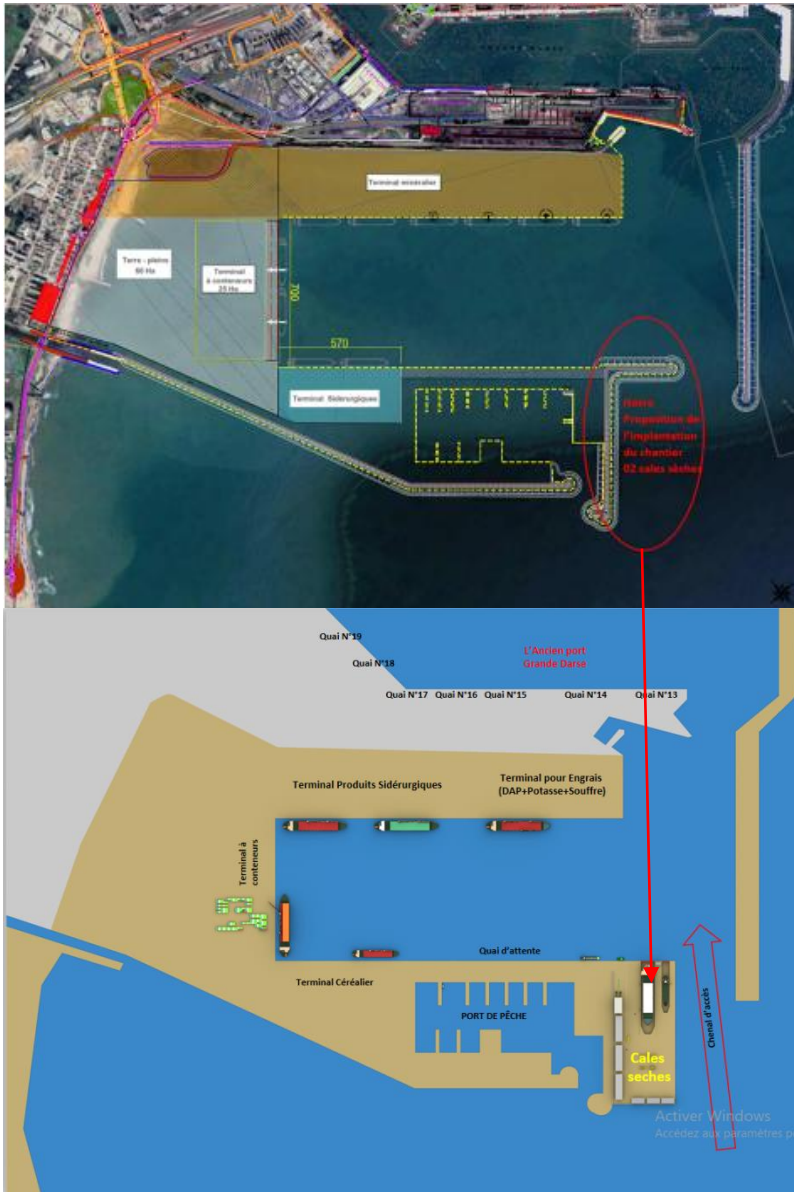 Terminal minéralier
Terre - pleins
60 Ha
Terminal
à conteneurs
25 Ha
700
570
Terminal Sidérurgiques
Notre
Proposition de
l'implantation
du chantier
02 cales sèches
Quai N°19
L'Ancien port
Grande Darse
Quai N°18
Quai N°17
Quai N°16
Quai N°15
Quai N°14
Quai N°13
Terminal Produits Sidérurgiques
Terminal pour Engrais
(DAP+Potasse+Souffre)
Terminal à
conteneurs
Quai d'attente
Terminal Céréalier
PORT DE PÊCHE
Chenal d'accès
Cales
seches
Activer Windows
Accédez aux paramètres p